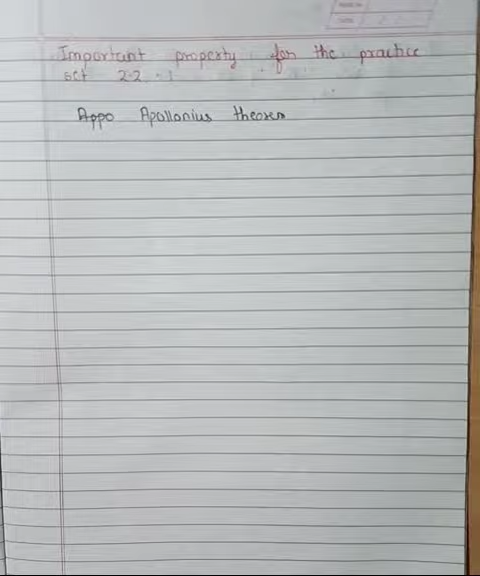 Important property for the practice
set 2.2
Appo Apollonius theorem